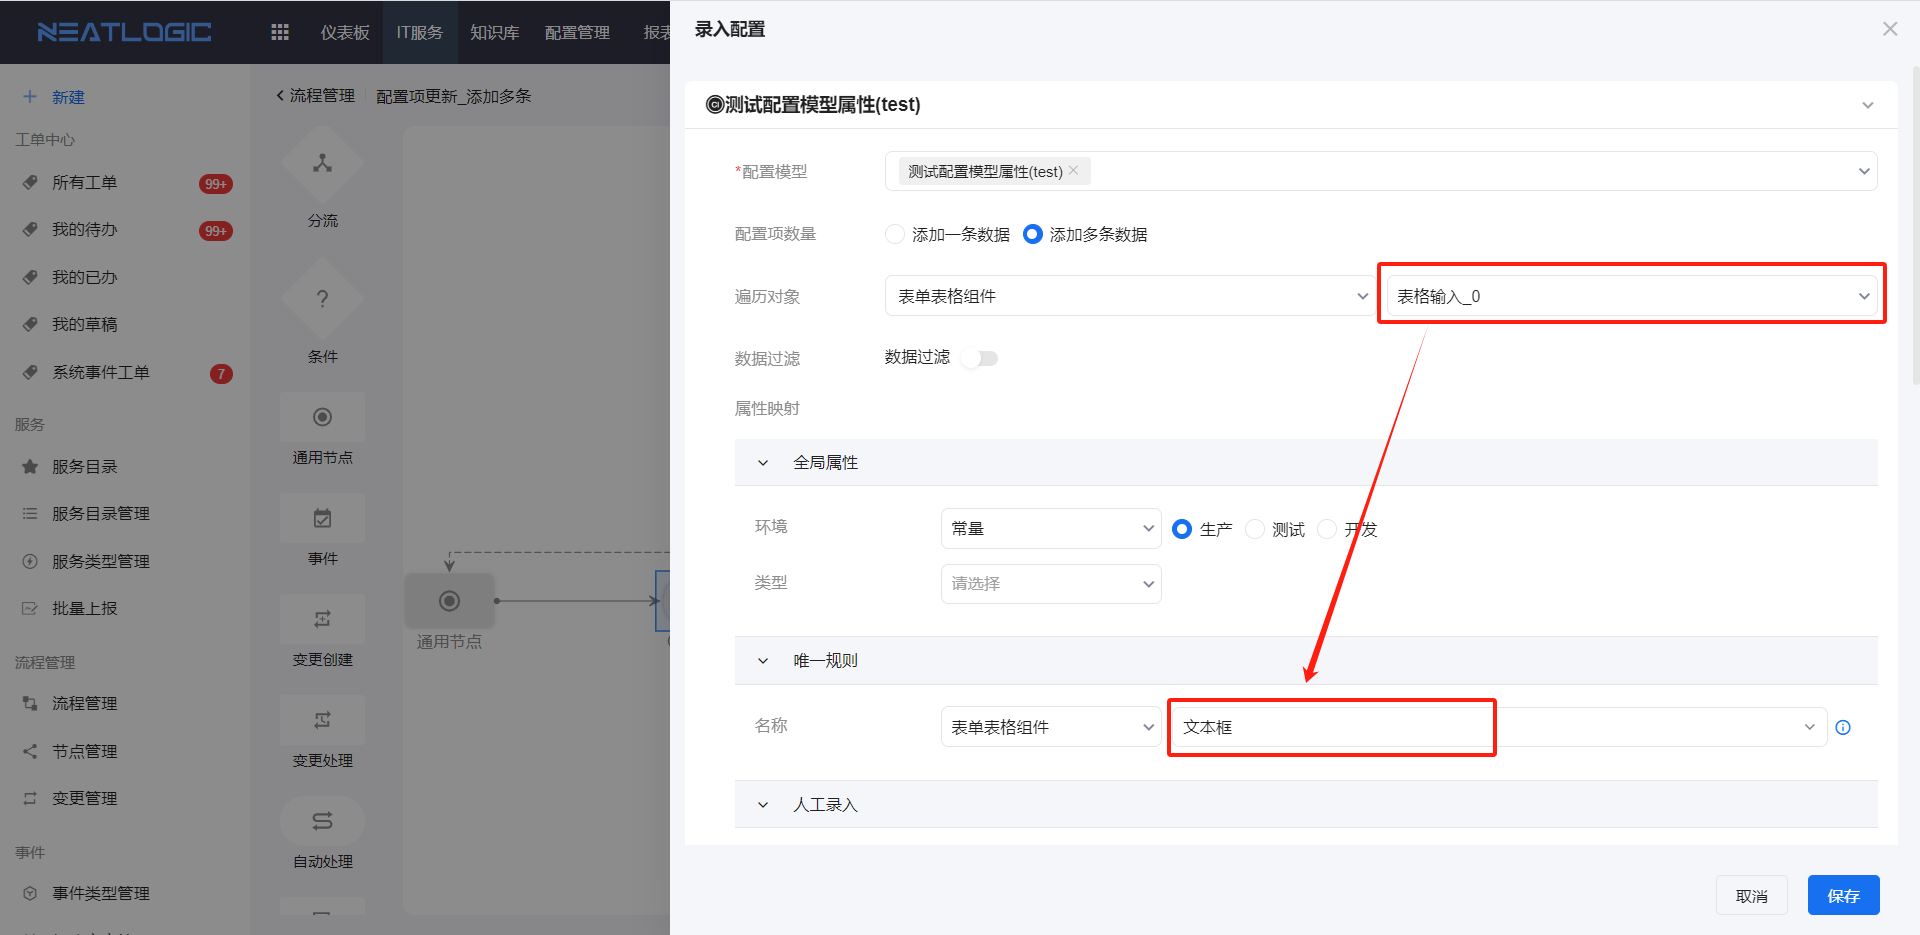 NEATLOGIC
仪表板
IT服务
知识库
配置管理
报表
新建
工单中心
所有工单
99+
我的待办
99+
我的已办
我的草稿
系统事件工单
7
服务
服务目录
服务目录管理
服务类型管理
批量上报
流程管理
流程管理
节点管理
变更管理
事件
事件类型管理
流程管理
配置项更新_添加多条
分流
条件
通用节点
事件
变更创建
变更处理
自动处理
通用节点
录入配置
测试配置模型属性(test)
*配置模型
测试配置模型属性(test)
配置项数量
添加一条数据
添加多条数据
遍历对象
表单表格组件
表格输入_0
数据过滤
数据过滤
属性映射
全局属性
环境
常量
生产
测试
开发
类型
请选择
唯一规则
名称
表单表格组件
文本框
人工录入
取消
保存